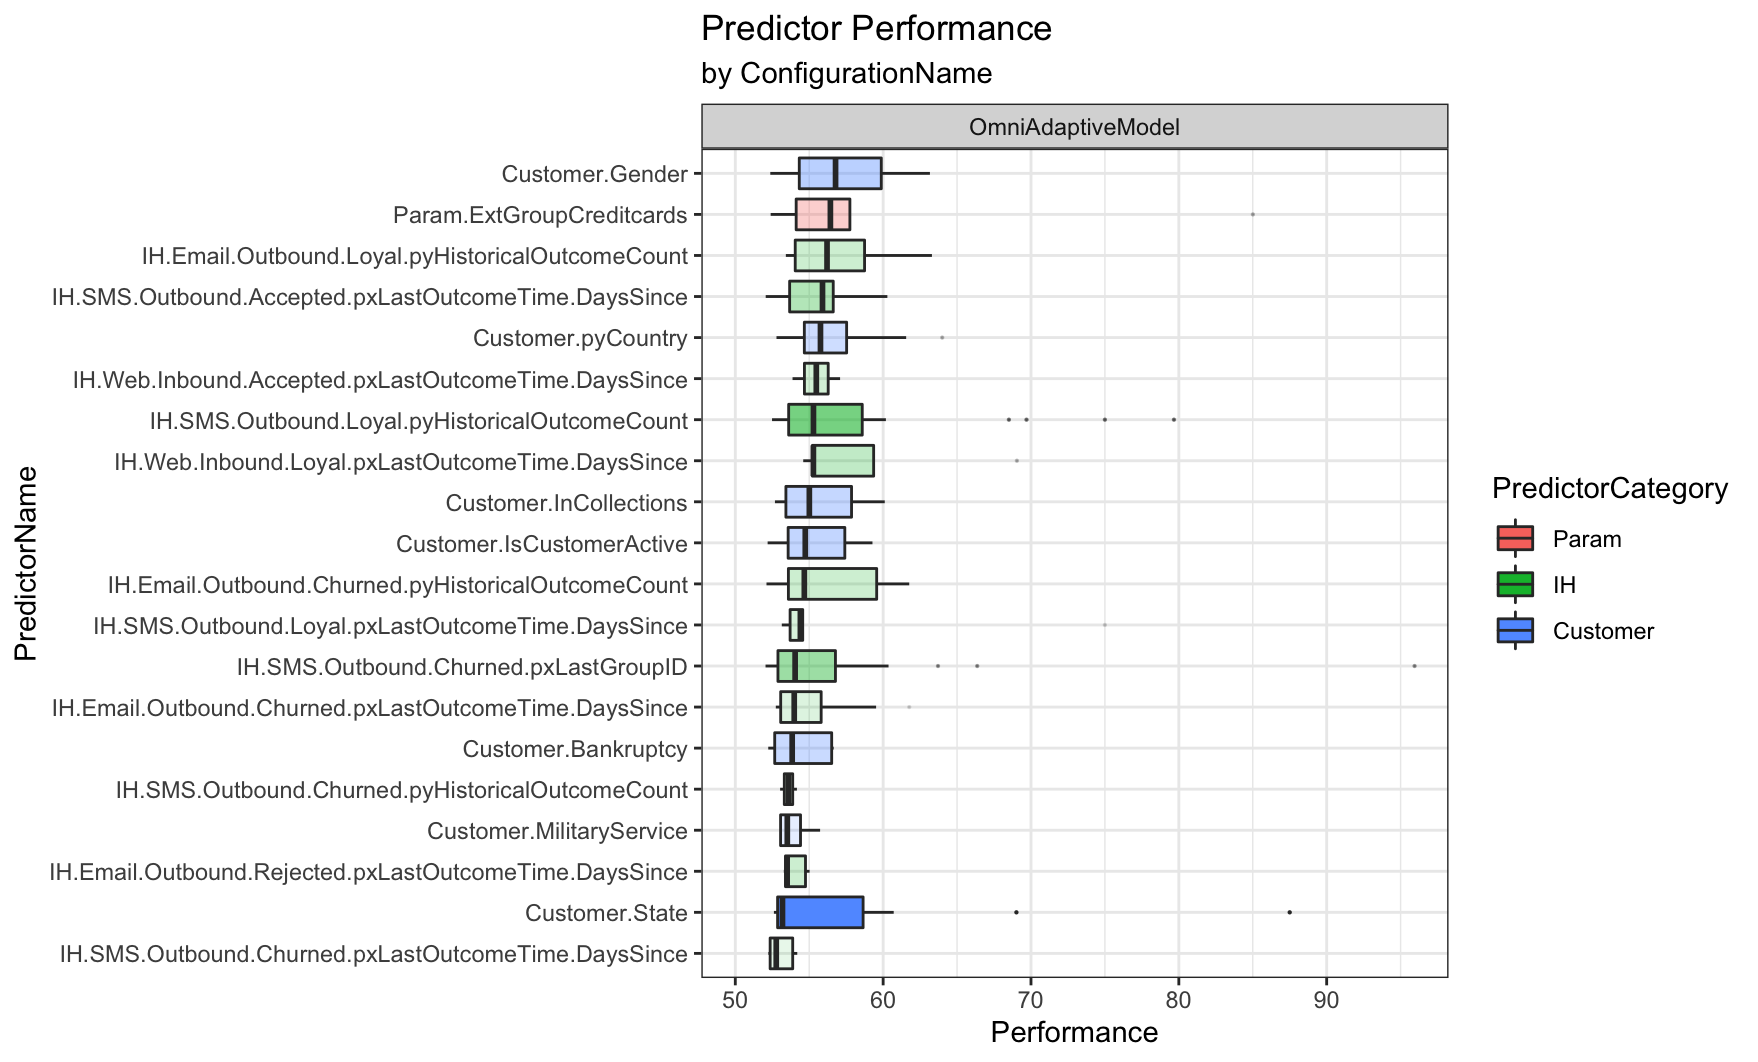 Predictor Performance
by ConfigurationName
OmniAdaptiveModel
PredictorName
Customer.Gender
Param.ExtGroupCreditcards
IH.Email.Outbound.Loyal.pyHistoricalOutcomeCount
IH.SMS.Outbound.Accepted.pxLastOutcomeTime.DaysSince
Customer.pyCountry
IH.Web.Inbound.Accepted.pxLastOutcomeTime.DaysSince
IH.SMS.Outbound.Loyal.pyHistoricalOutcomeCount
IH.Web.Inbound.Loyal.pxLastOutcomeTime.DaysSince
Customer.InCollections
Customer.IsCustomerActive
IH.Email.Outbound.Churned.pyHistoricalOutcomeCount
IH.SMS.Outbound.Loyal.pxLastOutcomeTime.DaysSince
IH.SMS.Outbound.Churned.pxLastGroupID
IH.Email.Outbound.Churned.pxLastOutcomeTime.DaysSince
Customer.Bankruptcy
IH.SMS.Outbound.Churned.pyHistoricalOutcomeCount
Customer.MilitaryService
IH.Email.Outbound.Rejected.pxLastOutcomeTime.DaysSince
Customer.State
IH.SMS.Outbound.Churned.pxLastOutcomeTime.DaysSince
50 60 70 80 90
Performance
PredictorCategory
Param
IH
Customer